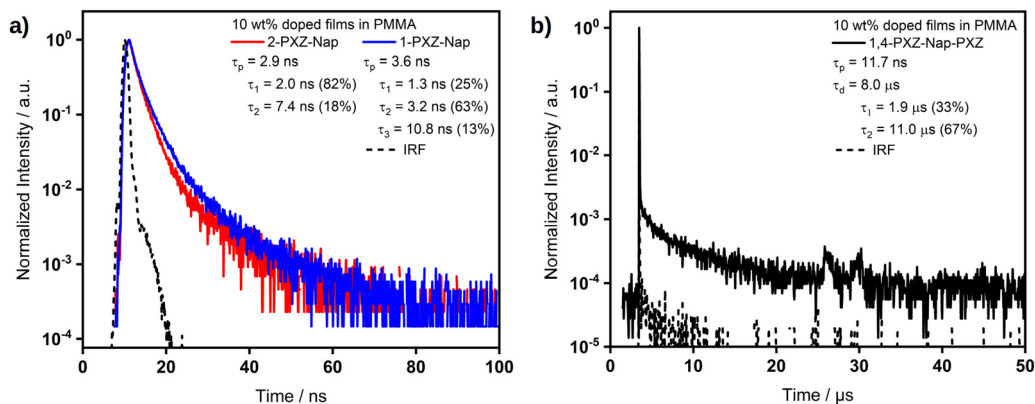 a)
10 wt% doped films in PMMA
2-PXZ-Nap 1-PXZ-Nap
τp = 2.9 ns τp = 3.6 ns
τ1 = 2.0 ns (82%) τ1 = 1.3 ns (25%)
τ2 = 7.4 ns (18%) τ2 = 3.2 ns (63%)
τ3 = 10.8 ns (13%)
IRF
Normalized Intensity / a.u.
10⁰
10⁻¹
10⁻²
10⁻³
10⁻⁴
0 20 40 60 80 100
Time / ns
b)
10 wt% doped films in PMMA
1,4-PXZ-Nap-PXZ
τp = 11.7 ns
τd = 8.0 μs
τ1 = 1.9 μs (33%)
τ2 = 11.0 μs (67%)
IRF
Normalized Intensity / a.u.
10⁰
10⁻¹
10⁻²
10⁻³
10⁻⁴
10⁻⁵
0 10 20 30 40 50
Time / μs